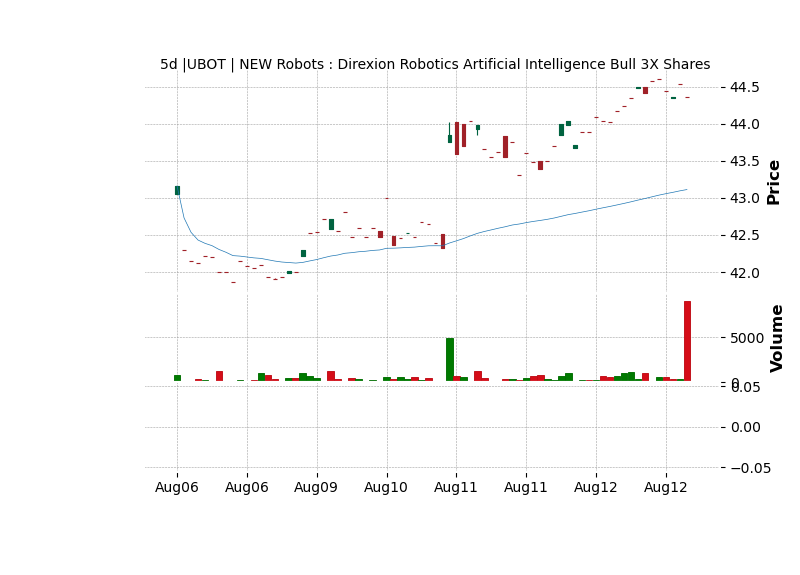 5d |UBOT | NEW Robots : Direxion Robotics Artificial Intelligence Bull 3X Shares
44.5
44.0
43.5
43.0
42.5
42.0
Price
5000
0
Volume
0.05
0.00
−0.05
Aug06 Aug06 Aug09 Aug10 Aug11 Aug11 Aug12 Aug12